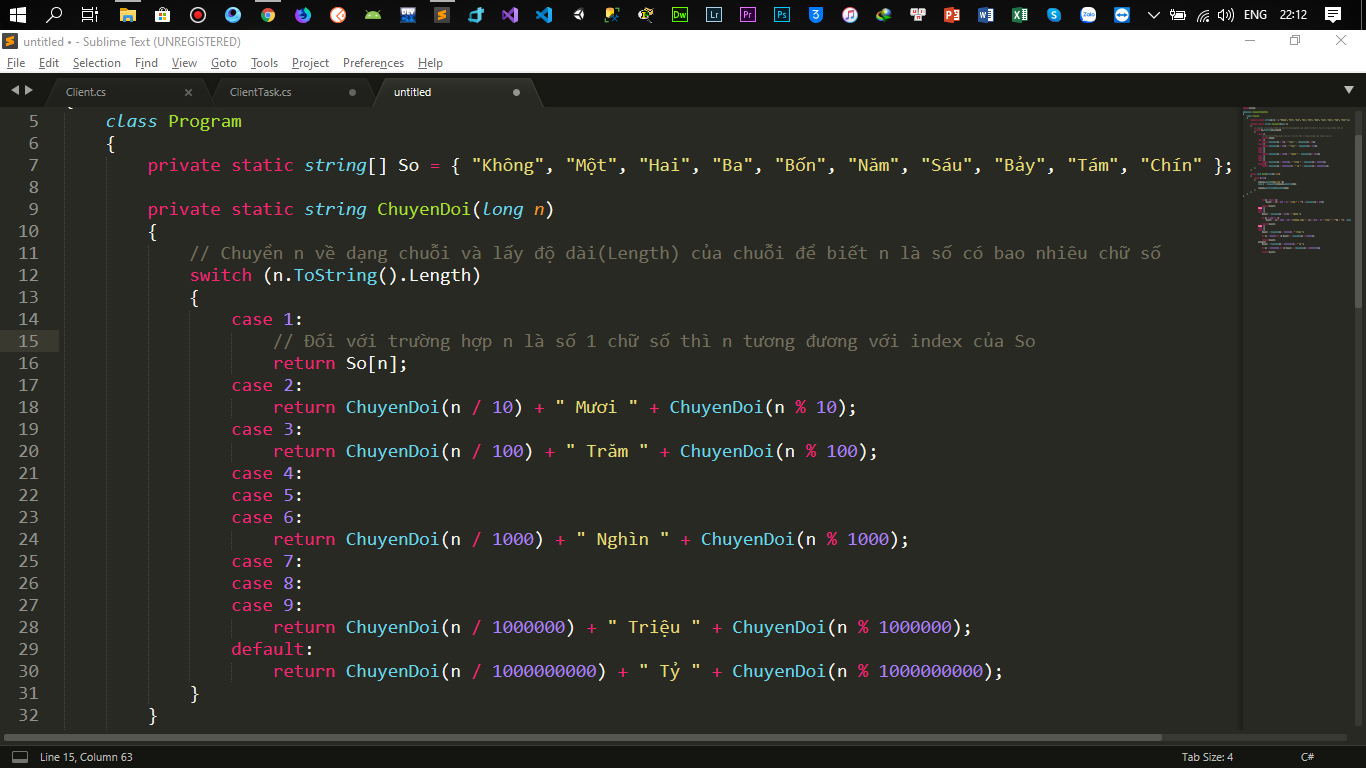 ENG 22:12
untitled • - Sublime Text (UNREGISTERED)
File Edit Selection Find View Goto Tools Project Preferences Help
Client.cs ClientTask.cs untitled
5 class Program
6 {
7 private static string[] So = { "Không", "Một", "Hai", "Ba", "Bốn", "Năm", "Sáu", "Bảy", "Tám", "Chín" };
8
9 private static string ChuyenDoi(long n)
10 {
11 // Chuyển n về dạng chuỗi và lấy độ dài(Length) của chuỗi để biết n là số có bao nhiêu chữ số
12 switch (n.ToString().Length)
13 {
14 case 1:
15 // Đối với trường hợp n là số 1 chữ số thì n tương đương với index của So
16 return So[n];
17 case 2:
18 return ChuyenDoi(n / 10) + " Mươi " + ChuyenDoi(n % 10);
19 case 3:
20 return ChuyenDoi(n / 100) + " Trăm " + ChuyenDoi(n % 100);
21 case 4:
22 case 5:
23 case 6:
24 return ChuyenDoi(n / 1000) + " Nghìn " + ChuyenDoi(n % 1000);
25 case 7:
26 case 8:
27 case 9:
28 return ChuyenDoi(n / 1000000) + " Triệu " + ChuyenDoi(n % 1000000);
29 default:
30 return ChuyenDoi(n / 1000000000) + " Tỷ " + ChuyenDoi(n % 1000000000);
31 }
32 }
Line 15, Column 63 Tab Size: 4 C#